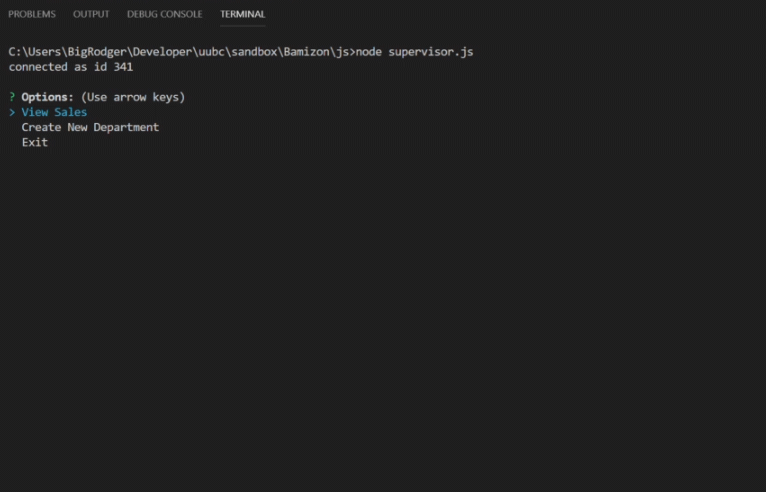 PROBLEMS OUTPUT DEBUG CONSOLE TERMINAL
C:\Users\BigRodger\Developer\uubc\sandbox\Bamizon\js>node supervisor.js
connected as id 341
? Options: (Use arrow keys)
> View Sales
Create New Department
Exit